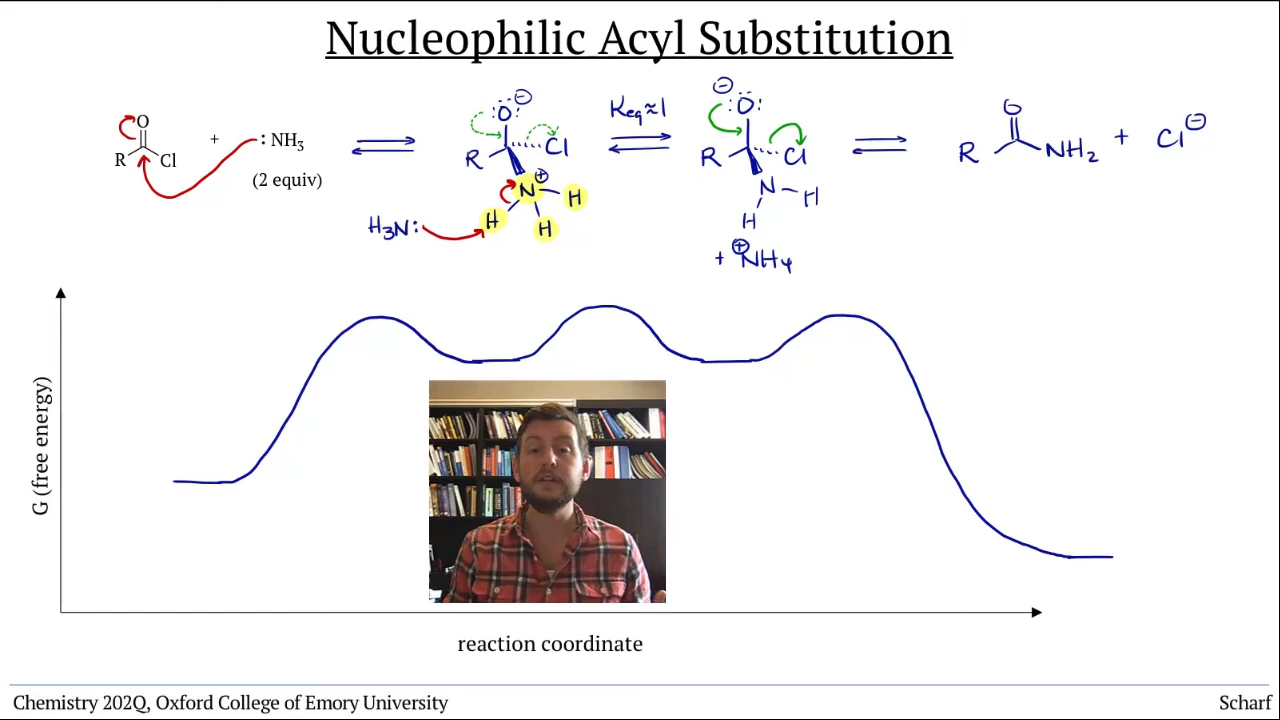 Nucleophilic Acyl Substitution
O
R Cl + :NH₃
(2 equiv)
:O:⊖
R Cl
N⊕ H
H H
H₃N:
Keq≈1
⊖
:O:
R Cl
N-H
H
+ ⊕NH₄
O
R NH₂ + Cl⊖
G (free energy)
reaction coordinate
Chemistry 202Q, Oxford College of Emory University
Scharf